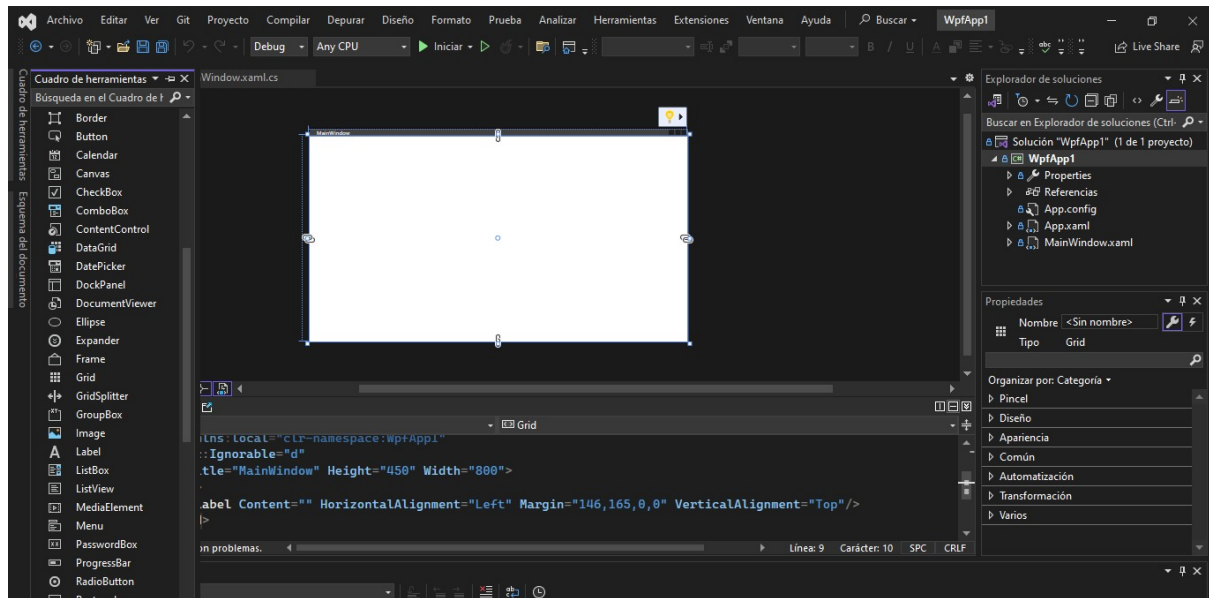 Archivo Editar Ver Git Proyecto Compilar Depurar Diseño Formato Prueba Analizar Herramientas Extensiones Ventana Ayuda Buscar WpfApp1
Debug Any CPU Iniciar B / U A abc Live Share
Cuadro de herramientas
Esquema del documento
Cuadro de herramientas
Búsqueda en el Cuadro de h
Border
Button
Calendar
Canvas
CheckBox
ComboBox
ContentControl
DataGrid
DatePicker
DockPanel
DocumentViewer
Ellipse
Expander
Frame
Grid
GridSplitter
GroupBox
Image
Label
ListBox
ListView
MediaElement
Menu
PasswordBox
ProgressBar
RadioButton
Window.xaml.cs
MainWindow
Grid
lns:local="clr-namespace:WpfApp1"
:Ignorable="d"
tle="MainWindow" Height="450" Width="800">
abel Content="" HorizontalAlignment="Left" Margin="146,165,0,0" VerticalAlignment="Top"/>
>
on problemas. Línea: 9 Carácter: 10 SPC CRLF
Explorador de soluciones
Buscar en Explorador de soluciones (Ctrl-
Solución "WpfApp1" (1 de 1 proyecto)
C# WpfApp1
Properties
Referencias
App.config
App.xaml
MainWindow.xaml
Propiedades
Nombre <Sin nombre>
Tipo Grid
Organizar por: Categoría
Pincel
Diseño
Apariencia
Común
Automatización
Transformación
Varios